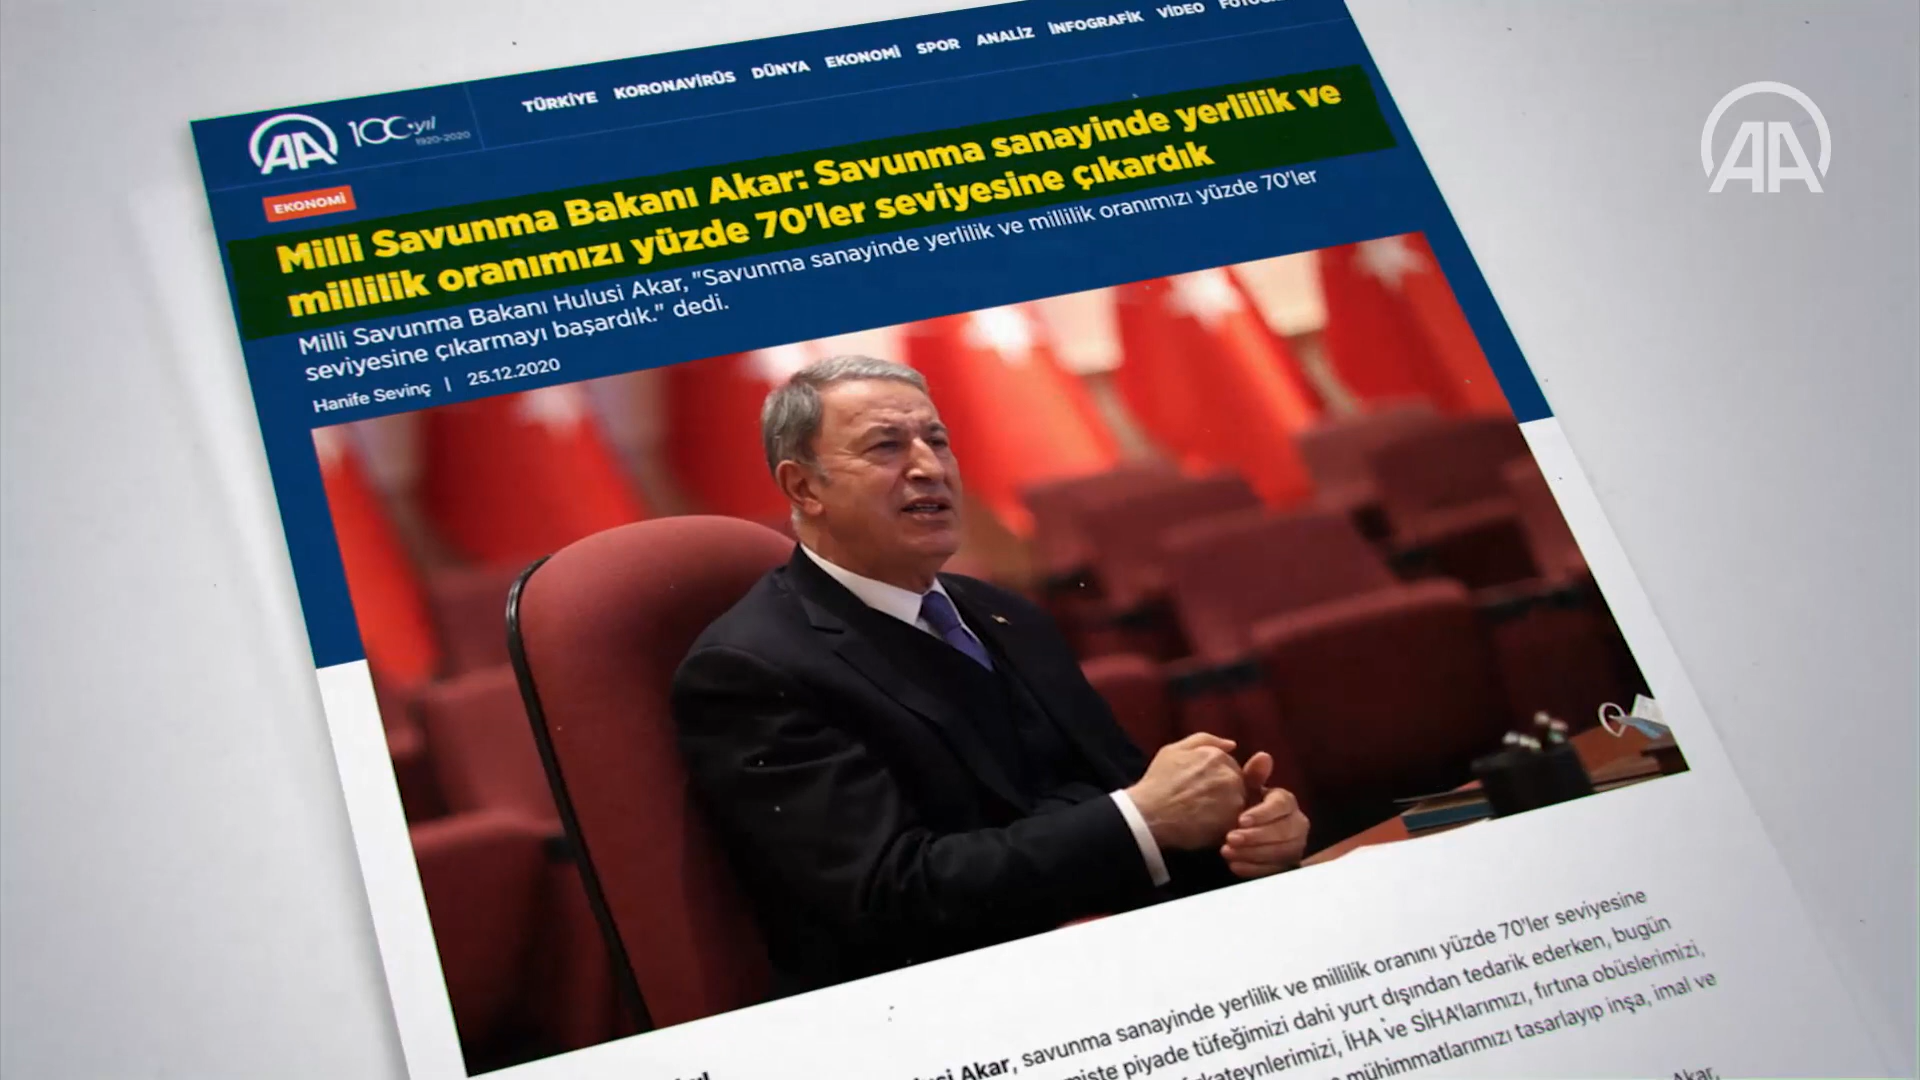 TÜRKİYE KORONAVİRÜS DÜNYA EKONOMİ SPOR ANALİZ İNFOGRAFİK VİDEO
AA 100.yıl
1920-2020
AA
EKONOMİ
Milli Savunma Bakanı Akar: Savunma sanayinde yerlilik ve
millilik oranımızı yüzde 70'ler seviyesine çıkardık
Milli Savunma Bakanı Hulusi Akar, "Savunma sanayinde yerlilik ve millilik oranımızı yüzde 70'ler
seviyesine çıkarmayı başardık." dedi.
Hanife Sevinç | 25.12.2020
Akar, savunma sanayinde yerlilik ve millilik oranını yüzde 70'ler seviyesine
piyade tüfeğimizi dahi yurt dışından tedarik ederken, bugün
İHA ve SİHA'larımızı, fırtına obüslerimizi,
mühimmatlarımızı tasarlayıp inşa, imal ve
Akar,